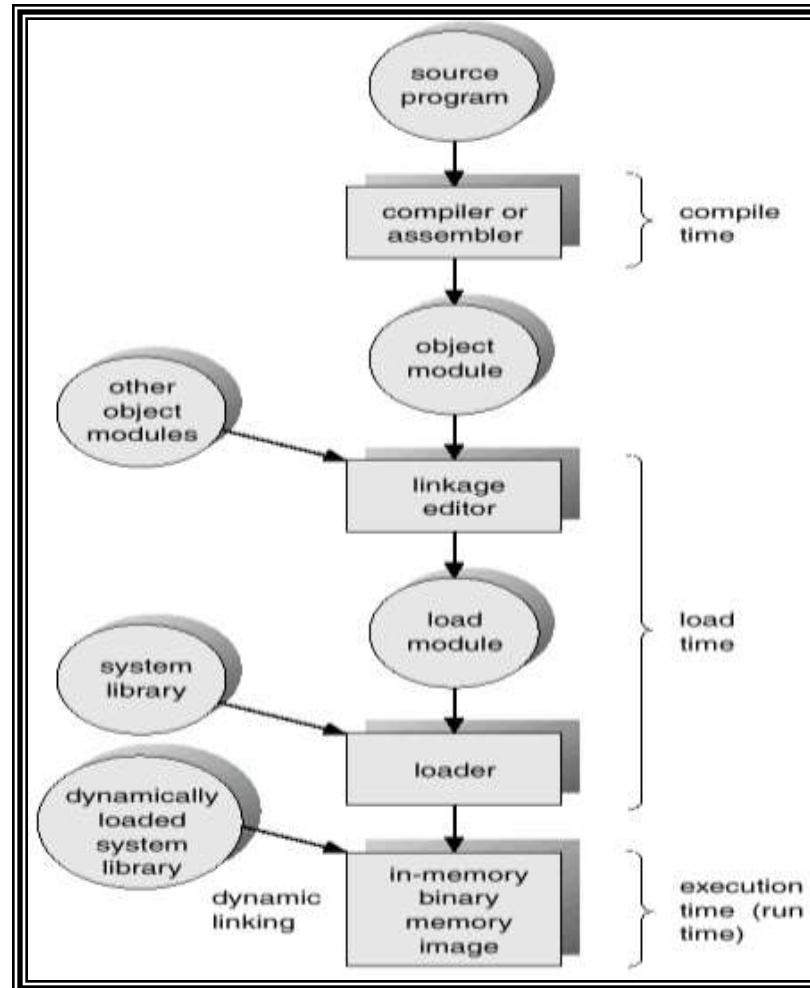 source
program
compiler or
assembler
compile
time
object
module
other
object
modules
linkage
editor
load
module
load
time
system
library
loader
dynamically
loaded
system
library
dynamic
linking
in-memory
binary
memory
image
execution
time (run
time)